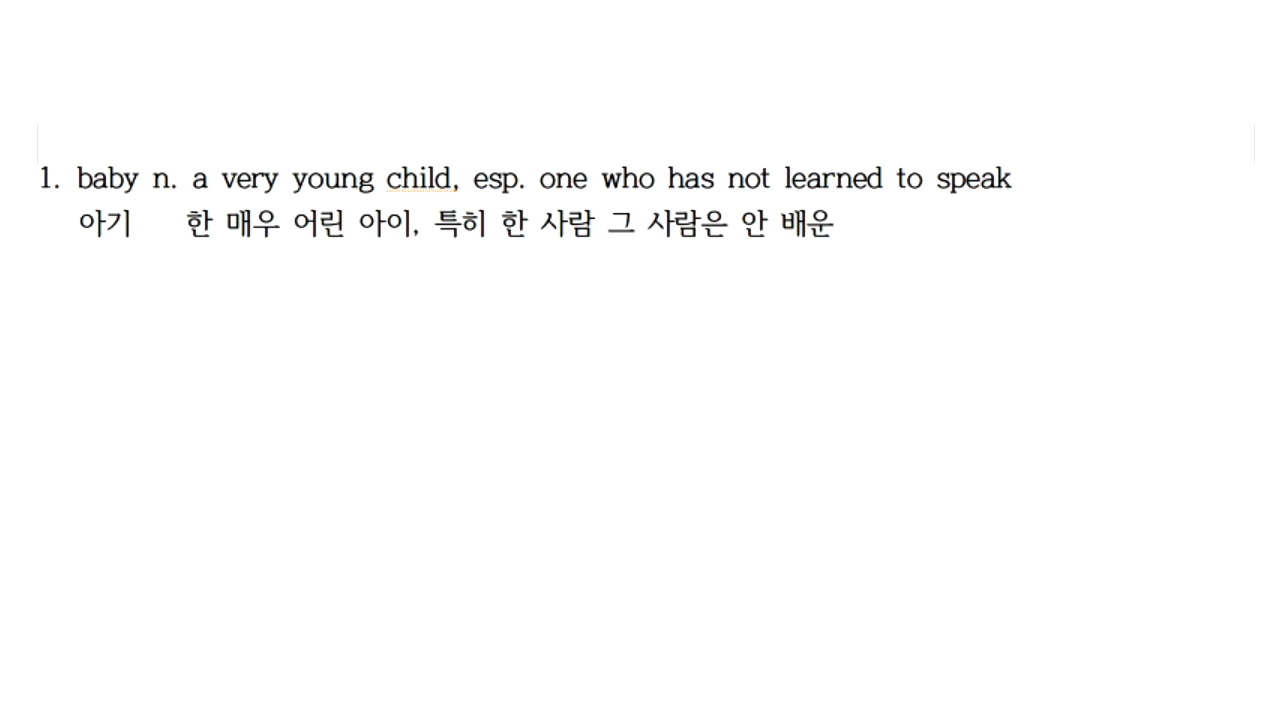 1. baby n. a very young child, esp. one who has not learned to speak
아기 한 매우 어린 아이, 특히 한 사람 그 사람은 안 배운